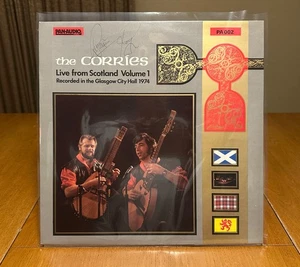 PAN-AUDIO
PA 002
the CORRIES
Live from Scotland Volume 1
Recorded in the Glasgow City Hall 1974